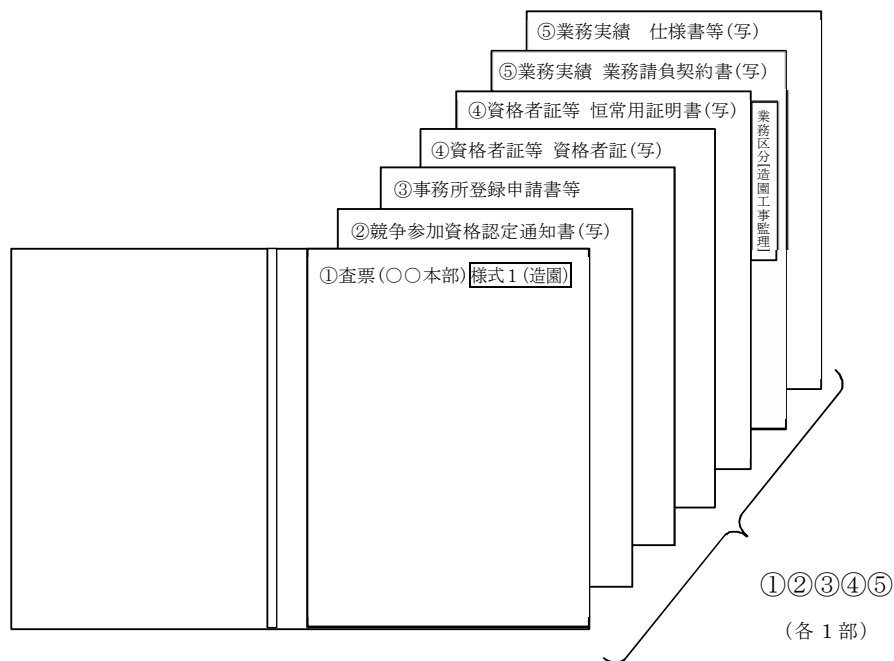 ⑤業務実績　仕様書等(写)
⑤業務実績 業務請負契約書(写)
④資格者証等 恒常用証明書(写)
業務区分[造園工事監理]
④資格者証等 資格者証(写)
③事務所登録申請書等
②競争参加資格認定通知書(写)
①査票(○○本部) 様式１(造園)
①②③④⑤
(各 1 部)